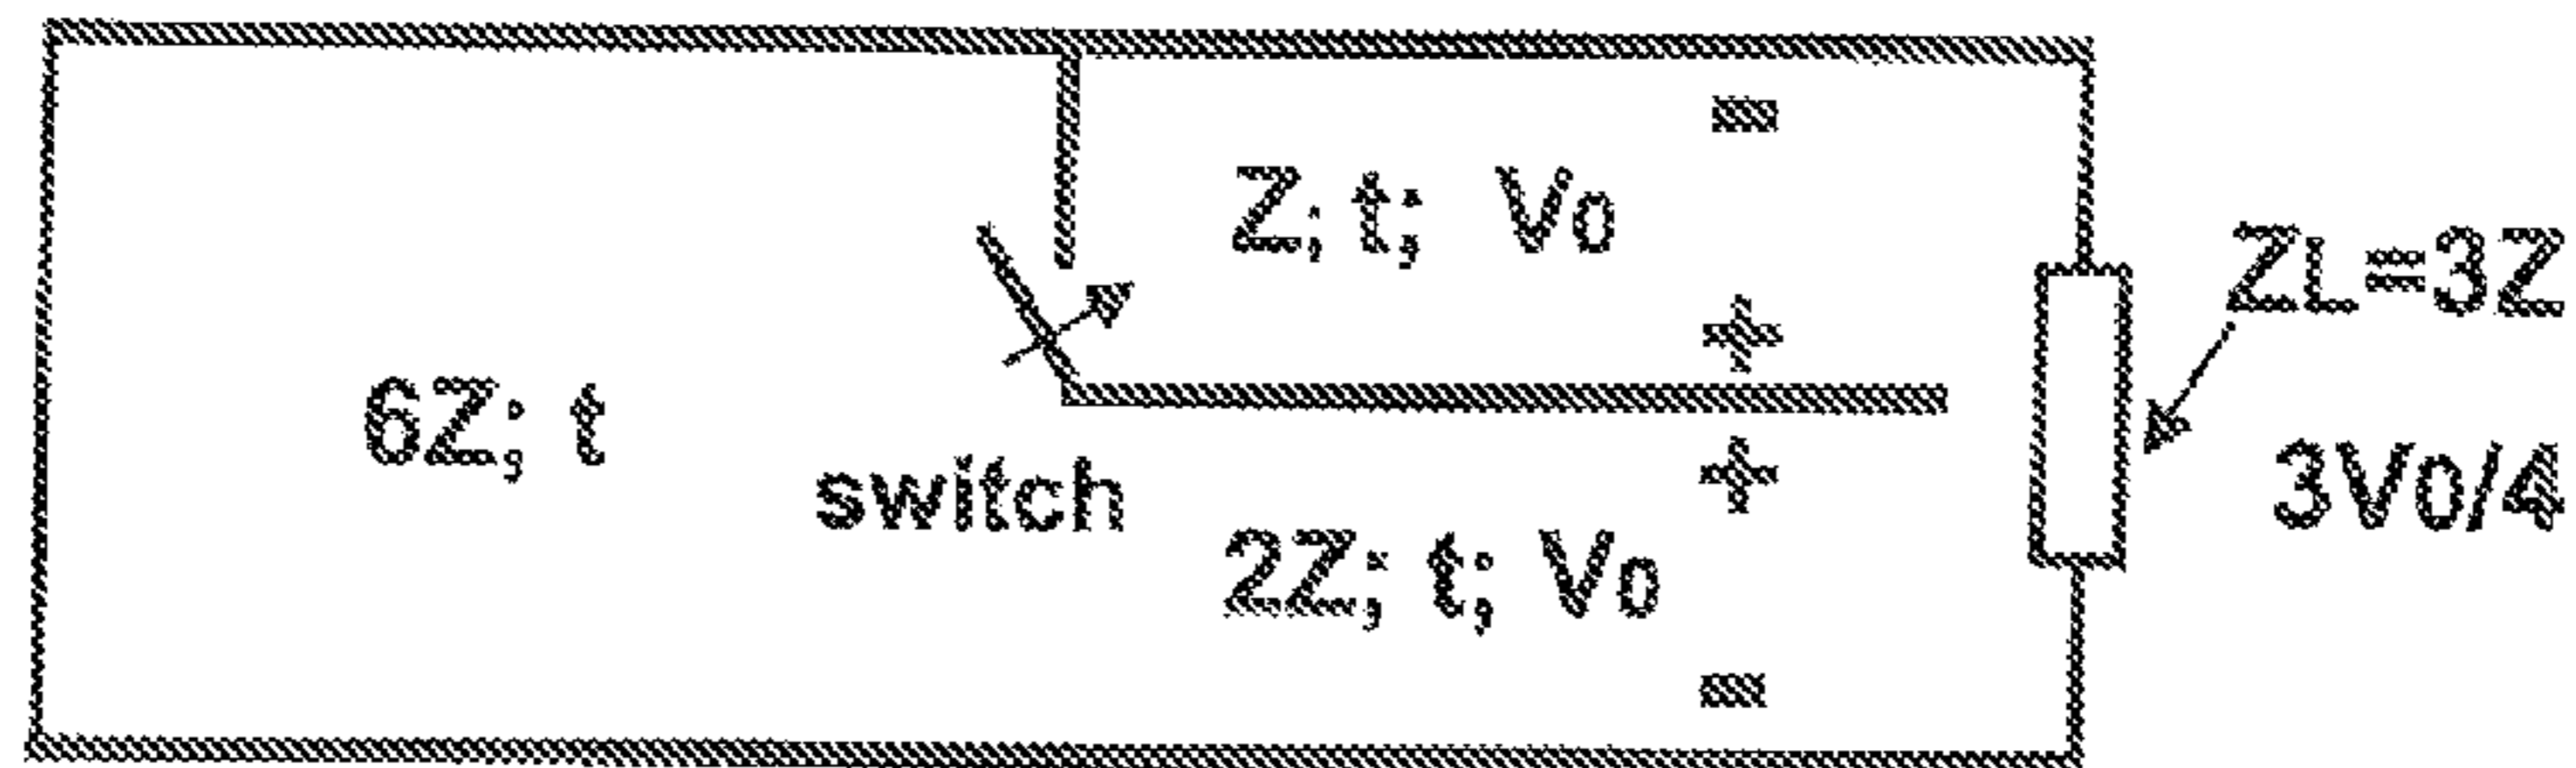 −
Z; t; V0
ZL=3Z
+
6Z; t
switch
+
3V0/4
2Z; t; V0
−